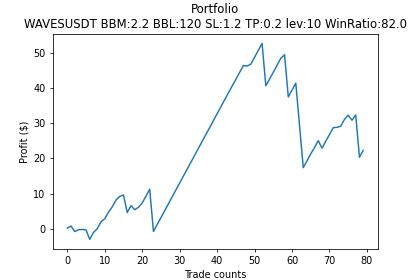 Portfolio
WAVESUSDT BBM:2.2 BBL:120 SL:1.2 TP:0.2 lev:10 WinRatio:82.0
Profit ($)
50
40
30
20
10
0
0 10 20 30 40 50 60 70 80
Trade counts